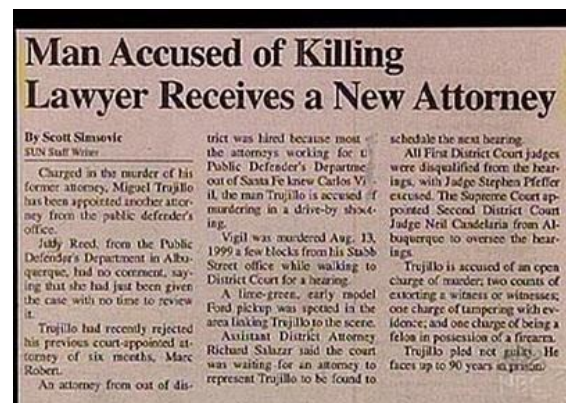 Man Accused of Killing
Lawyer Receives a New Attorney
By Scott Simsovic
SUN Staff Writer
Charged in the murder of his
former attorney, Miguel Trujillo
has been appointed another attor-
ney from the public defender's
office.
Judy Reed, from the Public
Defender's Department in Albu-
querque, had no comment, say-
ing that she had just been given
the case with no time to review
it.
Trujillo had recently rejected
his previous court-appointed at-
torney of six months, Marc
Robert.
An attorney from out of dis-
trict was hired because most
the attorneys working for
Public Defender's Departme
out of Santa Fe knew Carlos Vi
il, the man Trujillo is accused of
murdering in a drive-by shoot-
ing.
Vigil was murdered Aug. 13,
1999 a few blocks from his
Street office while walking to
District Court for a hearing.
A lime-green, early model
Ford pickup was spotted in the
area linking Trujillo to the scene.
Assistant District Attorney
Richard Salazar said the court
was waiting for an attorney to
represent Trujillo to be found to
schedule the next hearing.
All First District Court judges
were disqualified from the hear-
ings, with Judge Stephen Pfeffer
excused. The Supreme Court ap-
pointed Second District Court
Judge Neil Candelaria from Al-
buquerque to oversee the hear-
ings.
Trujillo is accused of an open
charge of murder; two counts of
extorting a witness or witnesses;
one charge of tampering with ev-
idence; and one charge of being a
felon in possession of a firearm.
Trujillo pled not guilty. He
faces up to 90 years in prison.
NBC